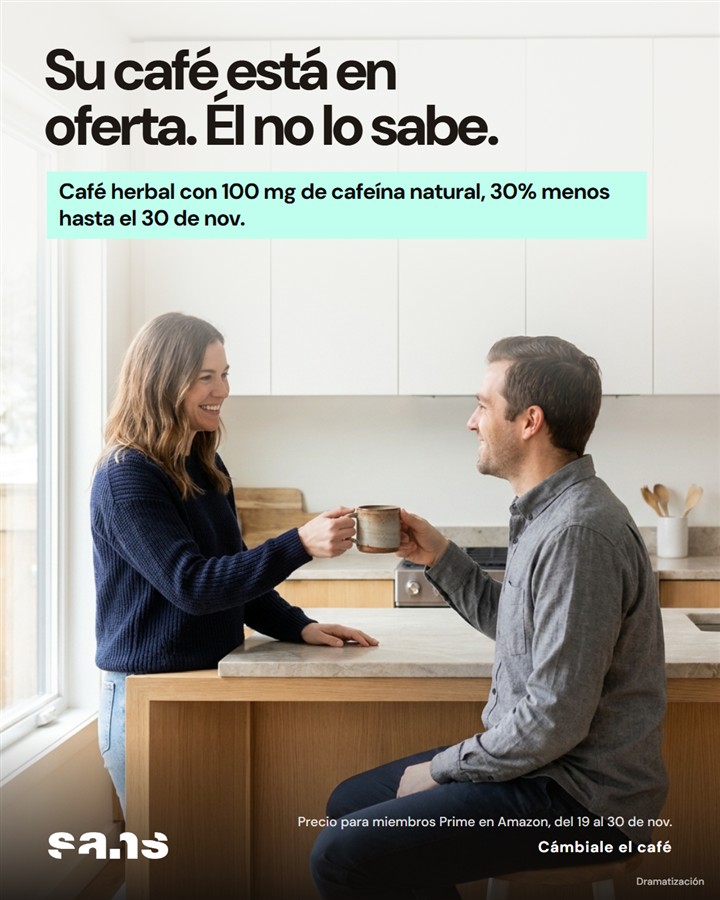 Su café está en
oferta. Él no lo sabe.
Café herbal con 100 mg de cafeína natural, 30% menos
hasta el 30 de nov.
Precio para miembros Prime en Amazon, del 19 al 30 de nov.
sans
Cámbiale el café
Dramatización